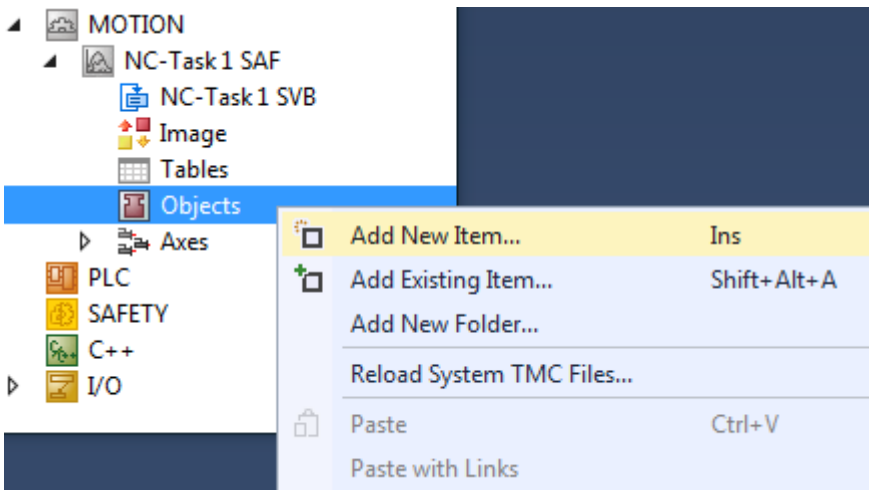 MOTION
NC-Task 1 SAF
NC-Task 1 SVB
Image
Tables
Objects
Axes
PLC
SAFETY
C++
I/O
Add New Item... Ins
Add Existing Item... Shift+Alt+A
Add New Folder...
Reload System TMC Files...
Paste Ctrl+V
Paste with Links